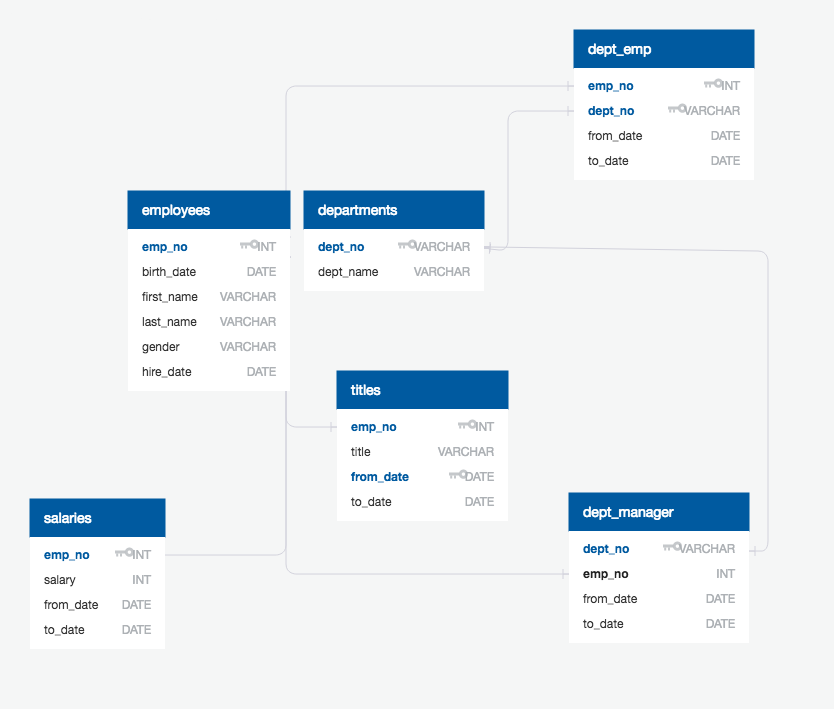 dept_emp
emp_no INT
dept_no VARCHAR
from_date DATE
to_date DATE
employees
emp_no INT
birth_date DATE
first_name VARCHAR
last_name VARCHAR
gender VARCHAR
hire_date DATE
departments
dept_no VARCHAR
dept_name VARCHAR
titles
emp_no INT
title VARCHAR
from_date DATE
to_date DATE
salaries
emp_no INT
salary INT
from_date DATE
to_date DATE
dept_manager
dept_no VARCHAR
emp_no INT
from_date DATE
to_date DATE